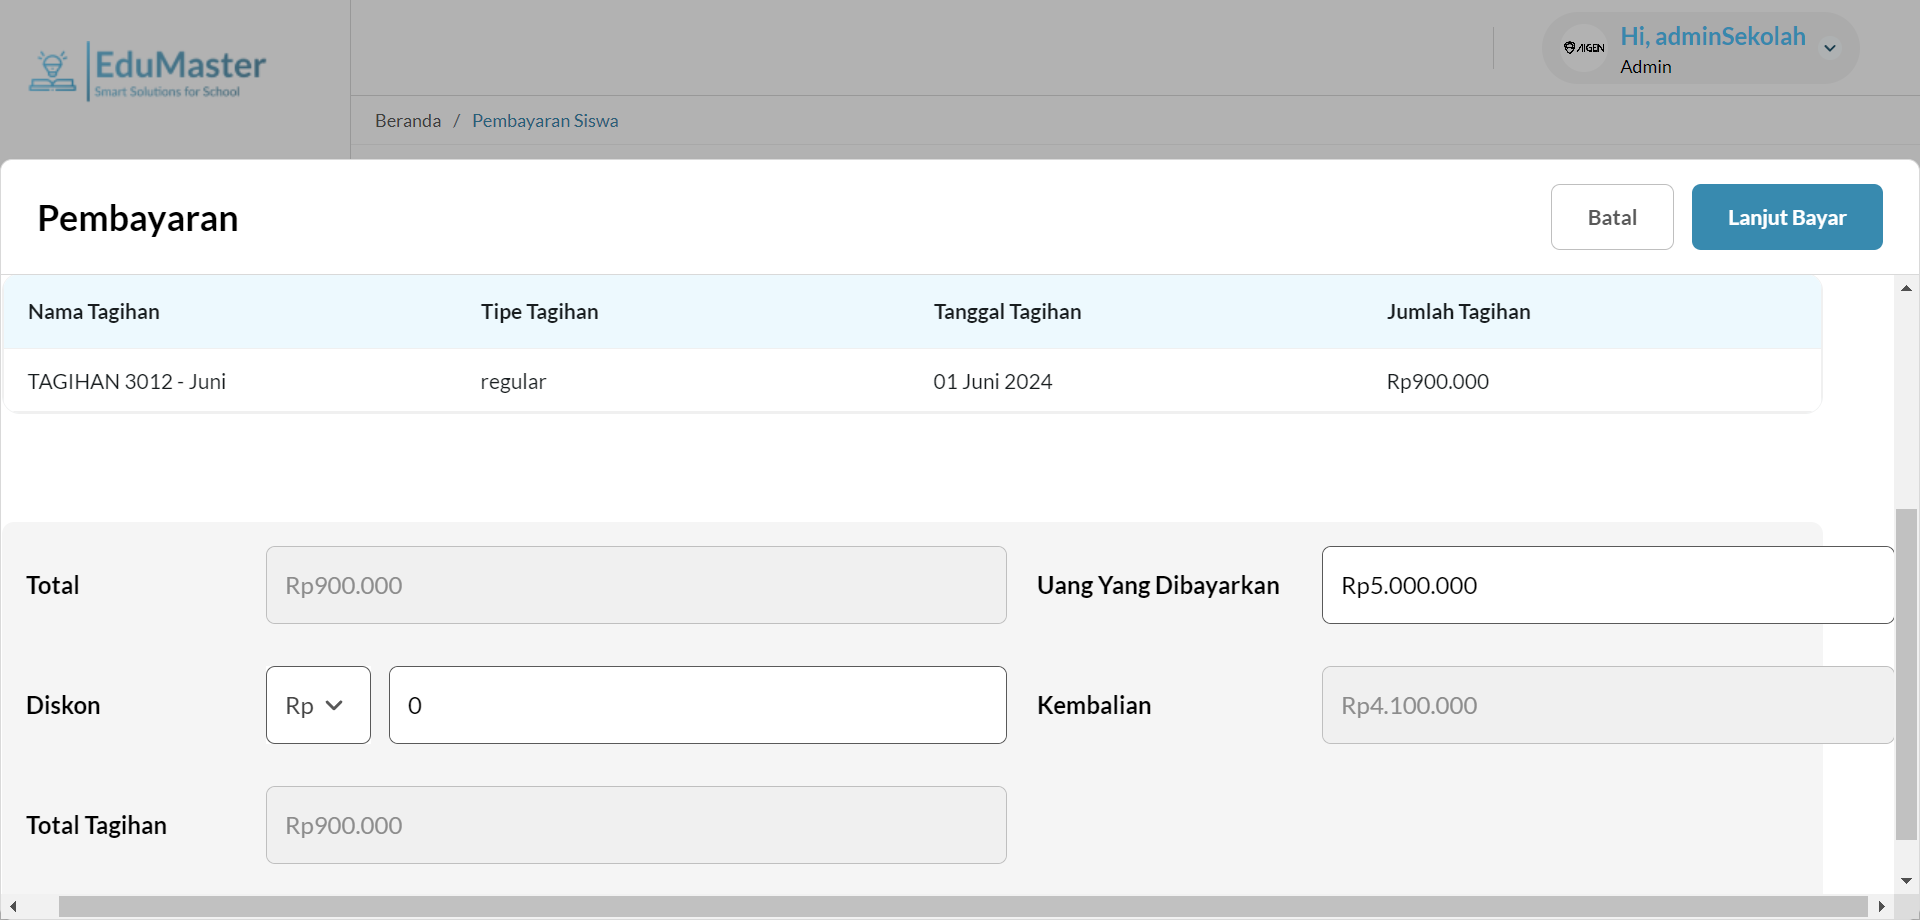 EduMaster
Smart Solutions for School
AIGEN
Hi, adminSekolah
Admin
Beranda / Pembayaran Siswa
Pembayaran
Batal
Lanjut Bayar
Nama Tagihan Tipe Tagihan Tanggal Tagihan Jumlah Tagihan
TAGIHAN 3012 - Juni regular 01 Juni 2024 Rp900.000
Total Rp900.000 Uang Yang Dibayarkan Rp5.000.000
Diskon Rp 0 Kembalian Rp4.100.000
Total Tagihan Rp900.000